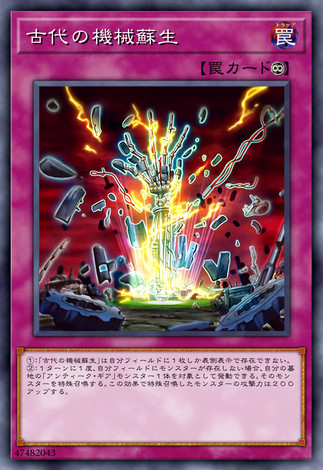 古代の機械蘇生
トラップ
罠
【罠カード】
①:「古代の機械蘇生」は自分フィールドに1枚しか表側表示で存在できない。
②:1ターンに1度、自分フィールドにモンスターが存在しない場合、自分の墓
地の「アンティーク・ギア」モンスター1体を対象として発動できる。そのモン
スターを特殊召喚する。この効果で特殊召喚したモンスターの攻撃力は200
アップする。
47482043